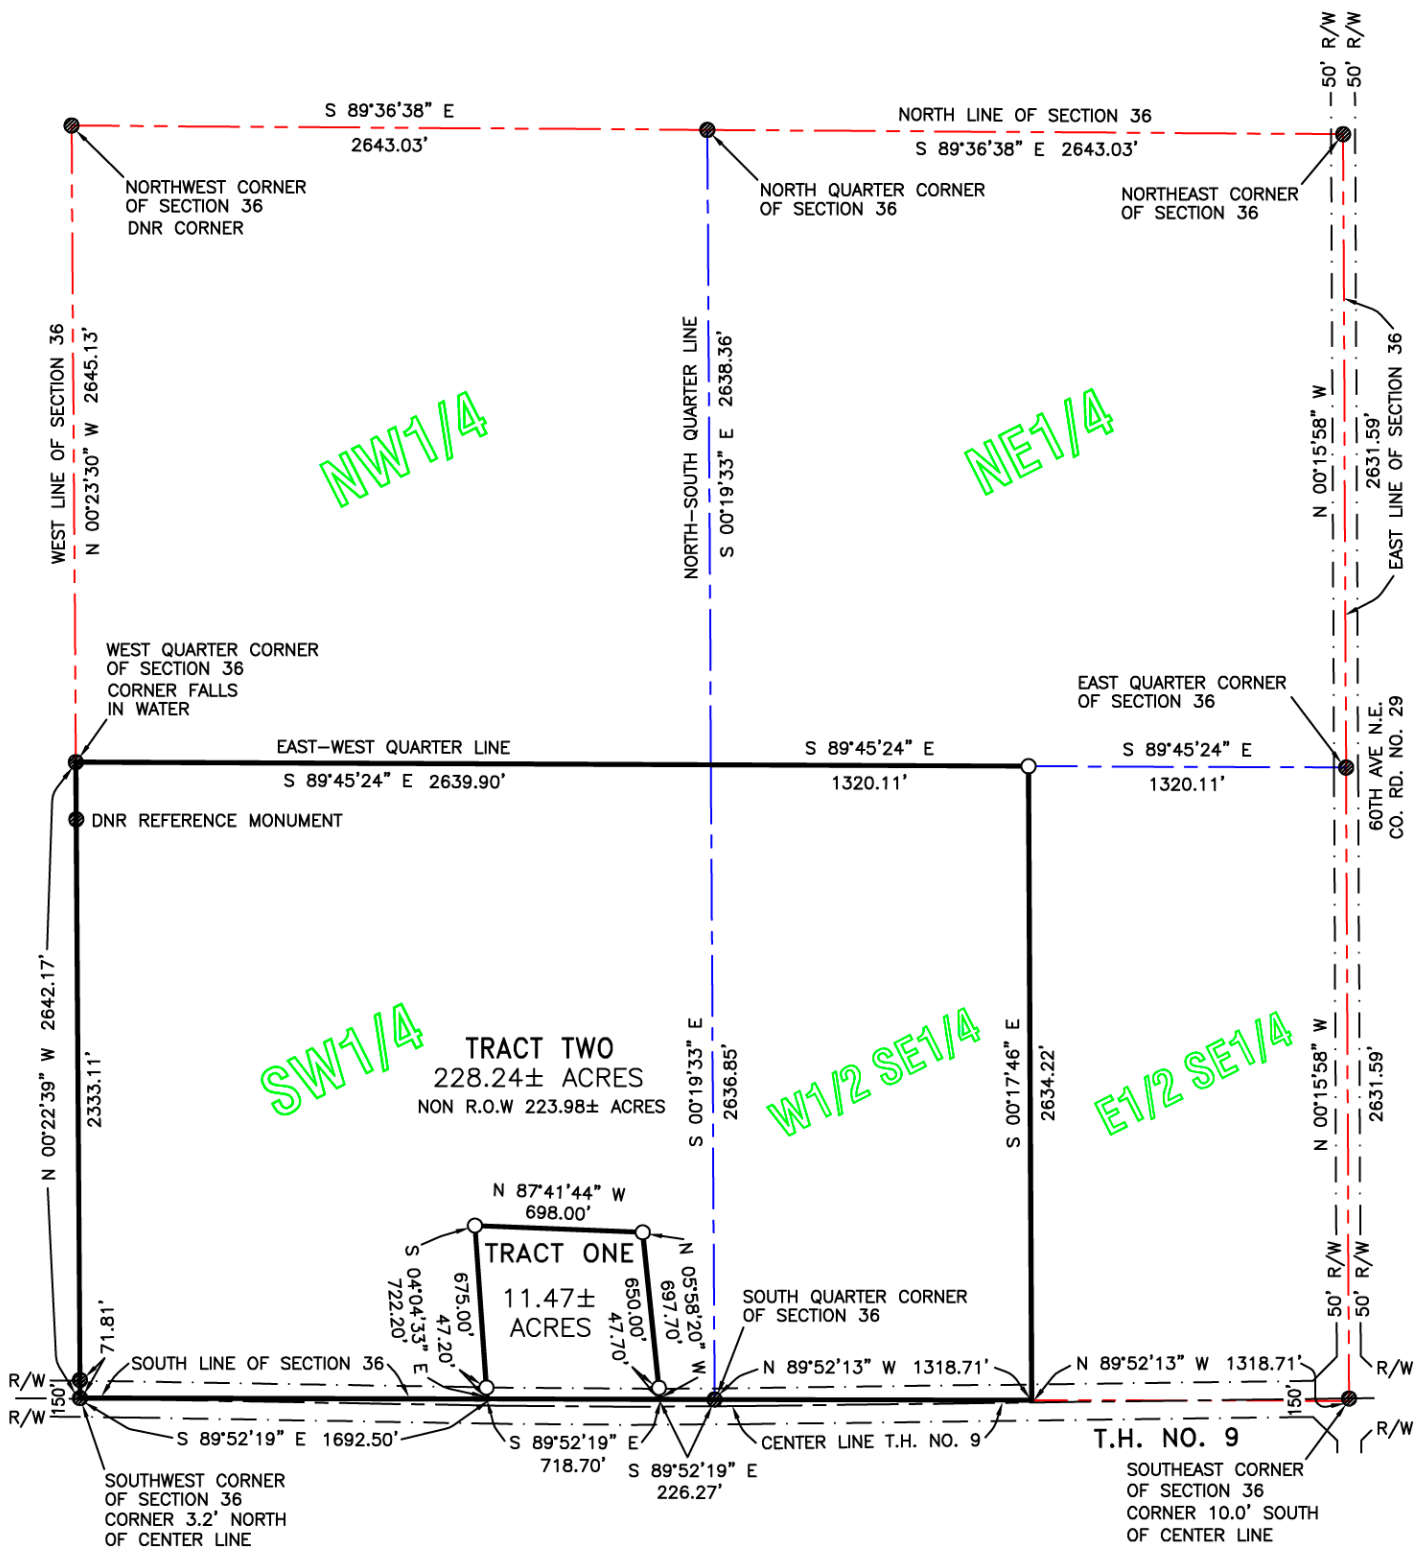 50' R/W
50' R/W
S 89°36'38" E
2643.03'
NORTH LINE OF SECTION 36
S 89°36'38" E 2643.03'
NORTHWEST CORNER
OF SECTION 36
DNR CORNER
NORTH QUARTER CORNER
OF SECTION 36
NORTHEAST CORNER
OF SECTION 36
WEST LINE OF SECTION 36
N 00°23'30" W 2645.13'
NORTH-SOUTH QUARTER LINE
S 00°19'33" E 2638.36'
N 00°15'58" W
2631.59'
EAST LINE OF SECTION 36
NW1/4
NE1/4
WEST QUARTER CORNER
OF SECTION 36
CORNER FALLS
IN WATER
EAST QUARTER CORNER
OF SECTION 36
60TH AVE N.E.
CO. RD. NO. 29
EAST-WEST QUARTER LINE
S 89°45'24" E 2639.90'
S 89°45'24" E
1320.11'
S 89°45'24" E
1320.11'
DNR REFERENCE MONUMENT
N 00°22'39" W 2642.17'
2333.11'
SW1/4
TRACT TWO
228.24± ACRES
NON R.O.W 223.98± ACRES
S 00°19'33" E
2636.85'
W1/2 SE1/4
S 00°17'46" E
2634.22'
E1/2 SE1/4
N 00°15'58" W
2631.59'
N 87°41'44" W
698.00'
TRACT ONE
11.47±
ACRES
S 04°04'33" E
722.20'
675.00'
47.20'
N 05°58'20" W
697.70'
650.00'
47.70'
SOUTH QUARTER CORNER
OF SECTION 36
50' R/W
50' R/W
71.81'
SOUTH LINE OF SECTION 36
N 89°52'13" W 1318.71'
N 89°52'13" W 1318.71'
R/W
R/W
150'
150'
R/W
R/W
S 89°52'19" E 1692.50'
S 89°52'19" E
718.70'
S 89°52'19" E
226.27'
CENTER LINE T.H. NO. 9
T.H. NO. 9
SOUTHWEST CORNER
OF SECTION 36
CORNER 3.2' NORTH
OF CENTER LINE
SOUTHEAST CORNER
OF SECTION 36
CORNER 10.0' SOUTH
OF CENTER LINE